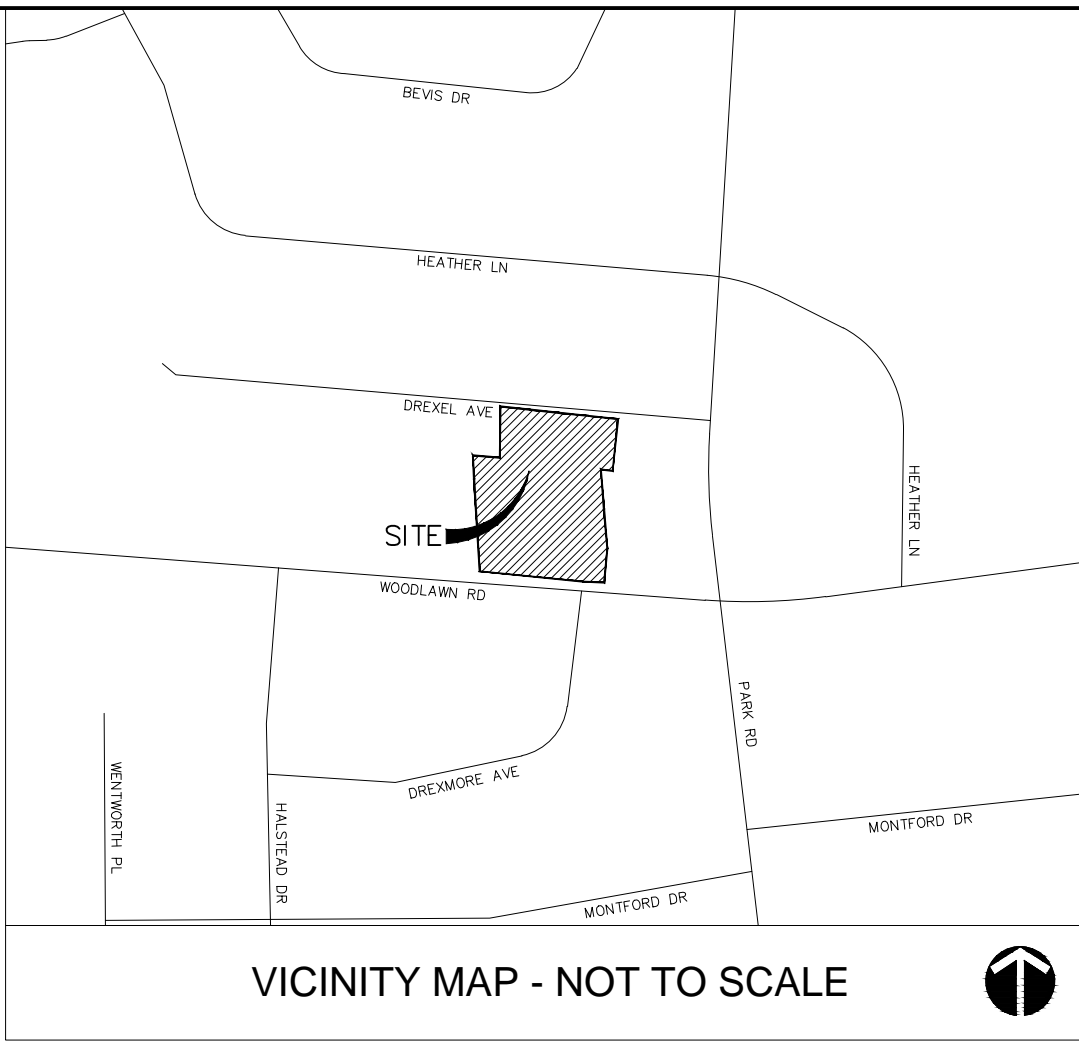 BEVIS DR
HEATHER LN
DREXEL AVE
HEATHER LN
SITE
WOODLAWN RD
PARK RD
WENTWORTH PL
DREXMORE AVE
HALSTEAD DR
MONTFORD DR
MONTFORD DR
VICINITY MAP - NOT TO SCALE